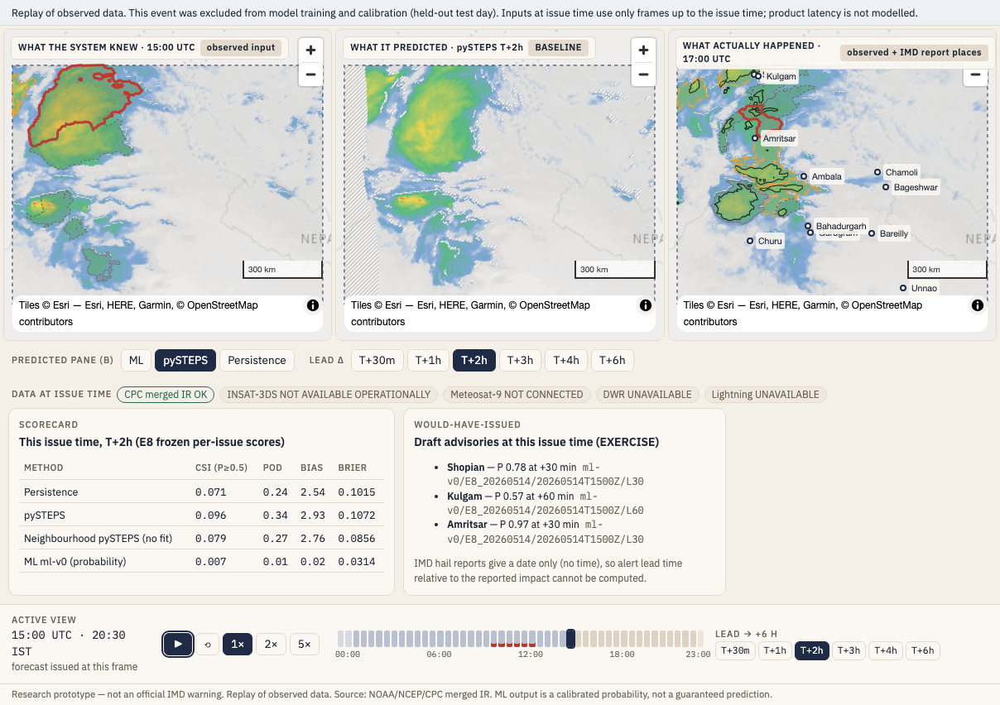 Replay of observed data. This event was excluded from model training and calibration (held-out test day). Inputs at issue time use only frames up to the issue time; product latency is not modelled.
WHAT THE SYSTEM KNEW · 15:00 UTC observed input
+
−
NEPA
300 km
Tiles © Esri — Esri, HERE, Garmin, © OpenStreetMap
contributors
WHAT IT PREDICTED · pySTEPS T+2h BASELINE
+
−
NEPA
300 km
Tiles © Esri — Esri, HERE, Garmin, © OpenStreetMap
contributors
WHAT ACTUALLY HAPPENED ·
17:00 UTC
observed + IMD report places
−
Kulgam
Amritsar
Ambala
Chamoli
Bageshwar
Bahadurgarh
Gurugram
Bareilly
Churu
NEPA
300 km
Unnao
Tiles © Esri — Esri, HERE, Garmin, © OpenStreetMap
contributors
PREDICTED PANE (B) ML pySTEPS Persistence LEAD Δ T+30m T+1h T+2h T+3h T+4h T+6h
DATA AT ISSUE TIME CPC merged IR OK INSAT-3DS NOT AVAILABLE OPERATIONALLY Meteosat-9 NOT CONNECTED DWR UNAVAILABLE Lightning UNAVAILABLE
SCORECARD
This issue time, T+2h (E8 frozen per-issue scores)
METHOD CSI (P≥0.5) POD BIAS BRIER
Persistence 0.071 0.24 2.54 0.1015
pySTEPS 0.096 0.34 2.93 0.1072
Neighbourhood pySTEPS (no fit) 0.079 0.27 2.76 0.0856
ML ml-v0 (probability) 0.007 0.01 0.02 0.0314
WOULD-HAVE-ISSUED
Draft advisories at this issue time (EXERCISE)
• Shopian — P 0.78 at +30 min ml-
v0/E8_20260514/20260514T1500Z/L30
• Kulgam — P 0.57 at +60 min ml-
v0/E8_20260514/20260514T1500Z/L60
• Amritsar — P 0.97 at +30 min ml-
v0/E8_20260514/20260514T1500Z/L30
IMD hail reports give a date only (no time), so alert lead time
relative to the reported impact cannot be computed.
ACTIVE VIEW
15:00 UTC · 20:30
IST
forecast issued at this frame
▶ ⟲ 1× 2× 5×
00:00 06:00 12:00 18:00 23:00
LEAD → +6 H
T+30m T+1h T+2h T+3h T+4h T+6h
Research prototype — not an official IMD warning. Replay of observed data. Source: NOAA/NCEP/CPC merged IR. ML output is a calibrated probability, not a guaranteed prediction.